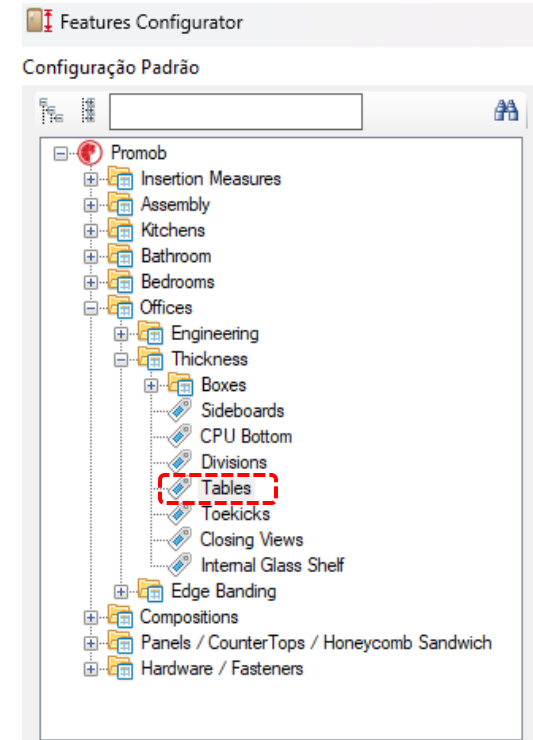 Features Configurator
Configuração Padrão
Promob
Insertion Measures
Assembly
Kitchens
Bathroom
Bedrooms
Offices
Engineering
Thickness
Boxes
Sideboards
CPU Bottom
Divisions
Tables
Toekicks
Closing Views
Internal Glass Shelf
Edge Banding
Compositions
Panels / CounterTops / Honeycomb Sandwich
Hardware / Fasteners